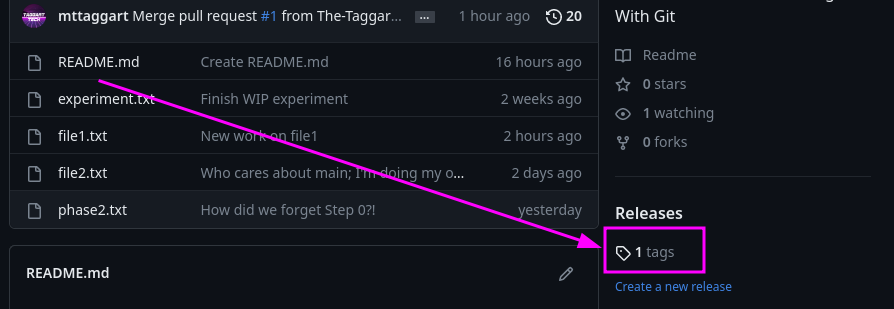 With Git
TAGGART TECH
mttaggart Merge pull request #1 from The-Taggar... ... 1 hour ago 20
README.md Create README.md 16 hours ago
experiment.txt Finish WIP experiment 2 weeks ago
file1.txt New work on file1 2 hours ago
file2.txt Who cares about main; I'm doing my o... 2 days ago
phase2.txt How did we forget Step 0?! yesterday
README.md
Readme
0 stars
1 watching
0 forks
Releases
1 tags
Create a new release